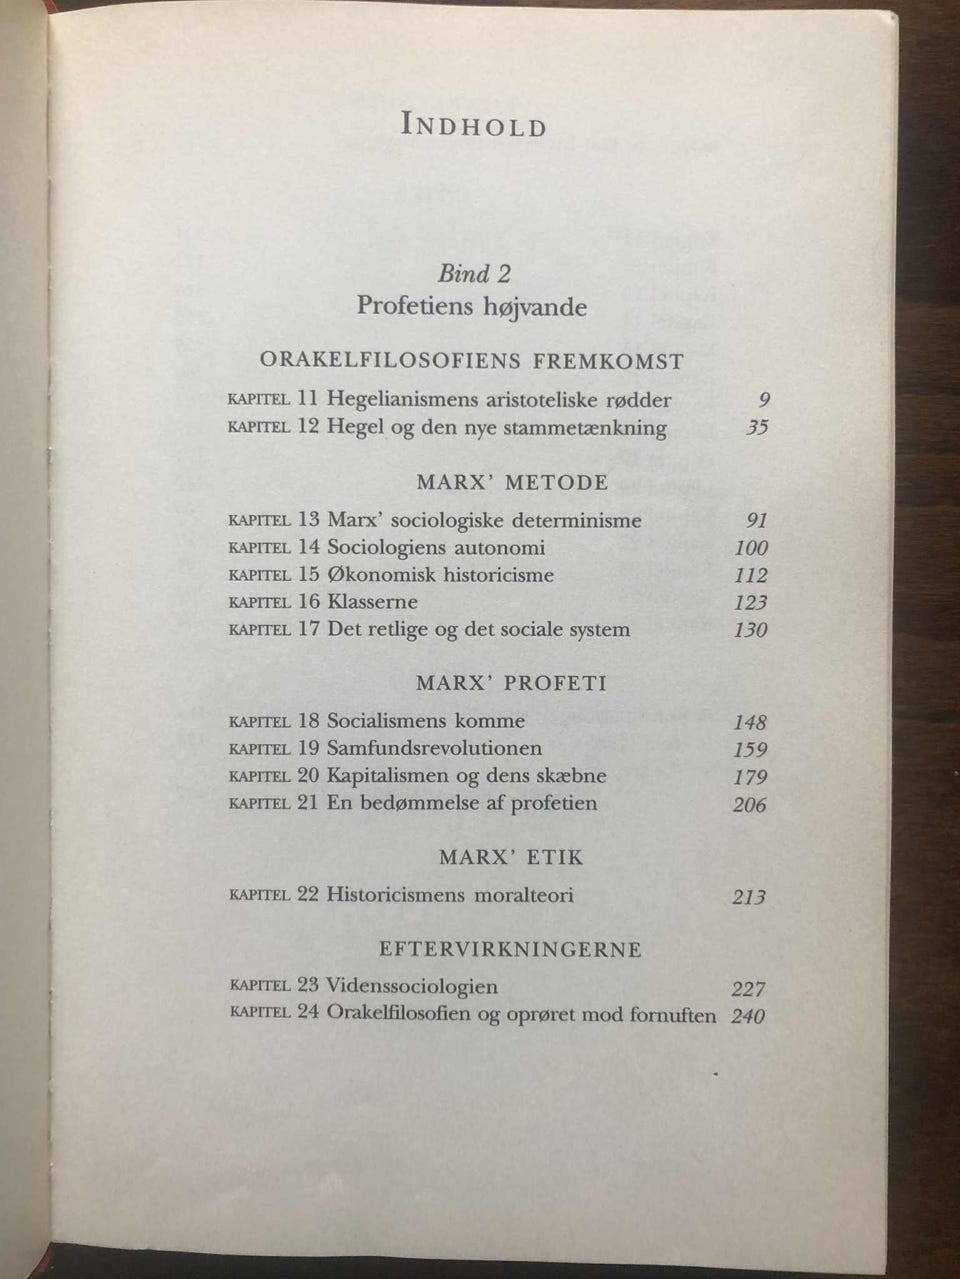 INDHOLD
Bind 2
Profetiens højvande
ORAKELFILOSOFIENS FREMKOMST
KAPITEL 11 Hegelianismens aristoteliske rødder 9
KAPITEL 12 Hegel og den nye stammetænkning 35
MARX’ METODE
KAPITEL 13 Marx’ sociologiske determinisme 91
KAPITEL 14 Sociologiens autonomi 100
KAPITEL 15 Økonomisk historicisme 112
KAPITEL 16 Klasserne 123
KAPITEL 17 Det retlige og det sociale system 130
MARX’ PROFETI
KAPITEL 18 Socialismens komme 148
KAPITEL 19 Samfundsrevolutionen 159
KAPITEL 20 Kapitalismen og dens skæbne 179
KAPITEL 21 En bedømmelse af profetien 206
MARX’ ETIK
KAPITEL 22 Historicismens moralteori 213
EFTERVIRKNINGERNE
KAPITEL 23 Videnssociologien 227
KAPITEL 24 Orakelfilosofien og oprøret mod fornuften 240